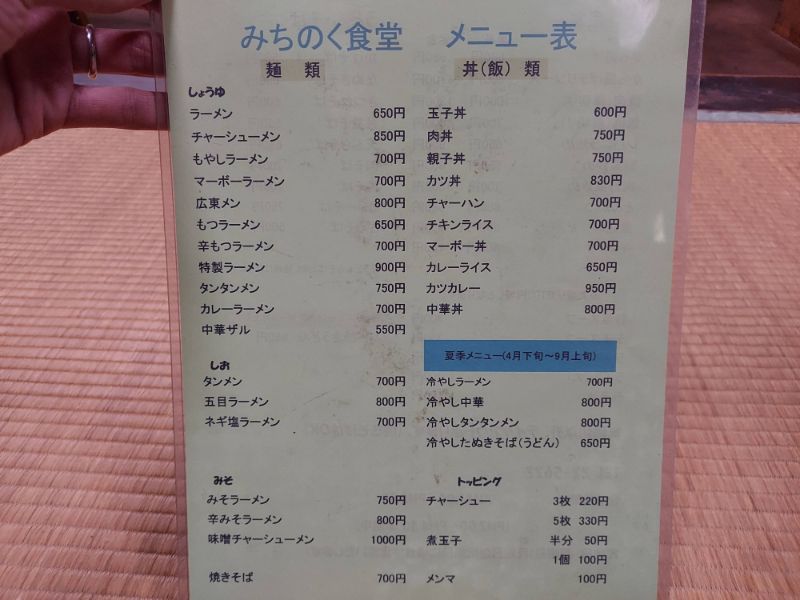 みちのく食堂 メニュー表
麺 類
しょうゆ
ラーメン 650円
チャーシューメン 850円
もやしラーメン 700円
マーボーラーメン 700円
広東メン 800円
もつラーメン 650円
辛もつラーメン 700円
特製ラーメン 900円
タンタンメン 750円
カレーラーメン 700円
中華ザル 550円
しお
タンメン 700円
五目ラーメン 800円
ネギ塩ラーメン 700円
みそ
みそラーメン 750円
辛みそラーメン 800円
味噌チャーシューメン 1000円
焼きそば 700円
丼(飯) 類
玉子丼 600円
肉丼 750円
親子丼 750円
カツ丼 830円
チャーハン 700円
チキンライス 700円
マーボー丼 700円
カレーライス 650円
カツカレー 950円
中華丼 800円
夏季メニュー(4月下旬～9月上旬)
冷やしラーメン 700円
冷やし中華 800円
冷やしタンタンメン 800円
冷やしたぬきそば(うどん) 650円
トッピング
チャーシュー 3枚 220円
5枚 330円
煮玉子 半分 50円
1個 100円
メンマ 100円